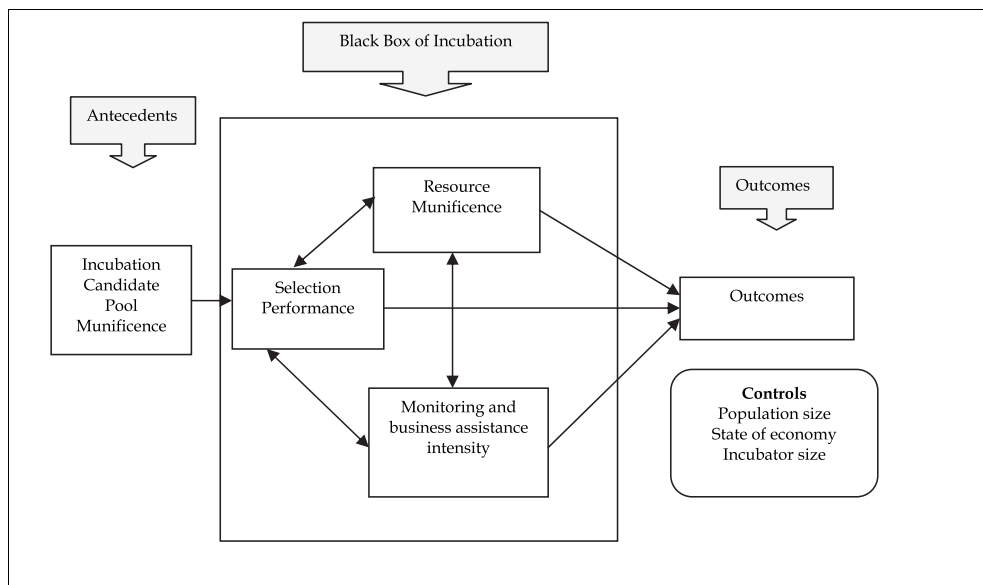 Black Box of Incubation
Antecedents
Outcomes
Incubation
Candidate
Pool
Munificence
Selection
Performance
Resource
Munificence
Monitoring and
business assistance
intensity
Outcomes
Controls
Population size
State of economy
Incubator size